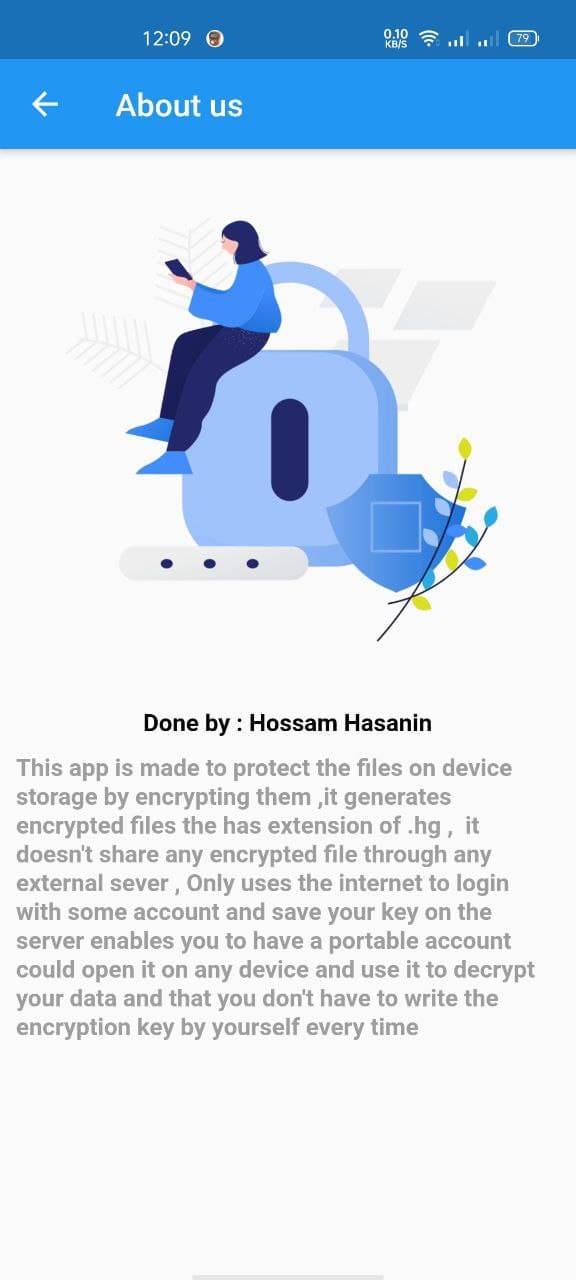 12:09
0.10
KB/S
79
About us
Done by : Hossam Hasanin
This app is made to protect the files on device
storage by encrypting them ,it generates
encrypted files the has extension of .hg ,  it
doesn't share any encrypted file through any
external sever , Only uses the internet to login
with some account and save your key on the
server enables you to have a portable account
could open it on any device and use it to decrypt
your data and that you don't have to write the
encryption key by yourself every time